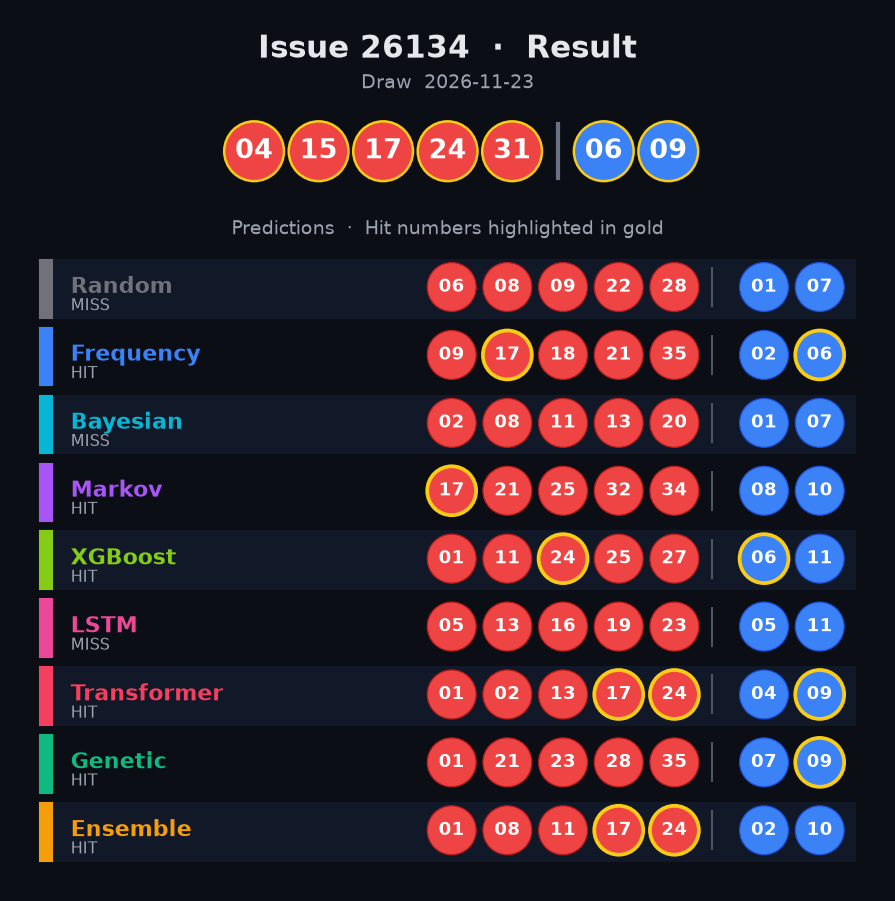 Issue 26134 · Result
Draw 2026-11-23
04 15 17 24 31 06 09
Predictions · Hit numbers highlighted in gold
Random 06 08 09 22 28 01 07
MISS
Frequency 09 17 18 21 35 02 06
HIT
Bayesian 02 08 11 13 20 01 07
MISS
Markov 17 21 25 32 34 08 10
HIT
XGBoost 01 11 24 25 27 06 11
HIT
LSTM 05 13 16 19 23 05 11
MISS
Transformer 01 02 13 17 24 04 09
HIT
Genetic 01 21 23 28 35 07 09
HIT
Ensemble 01 08 11 17 24 02 10
HIT